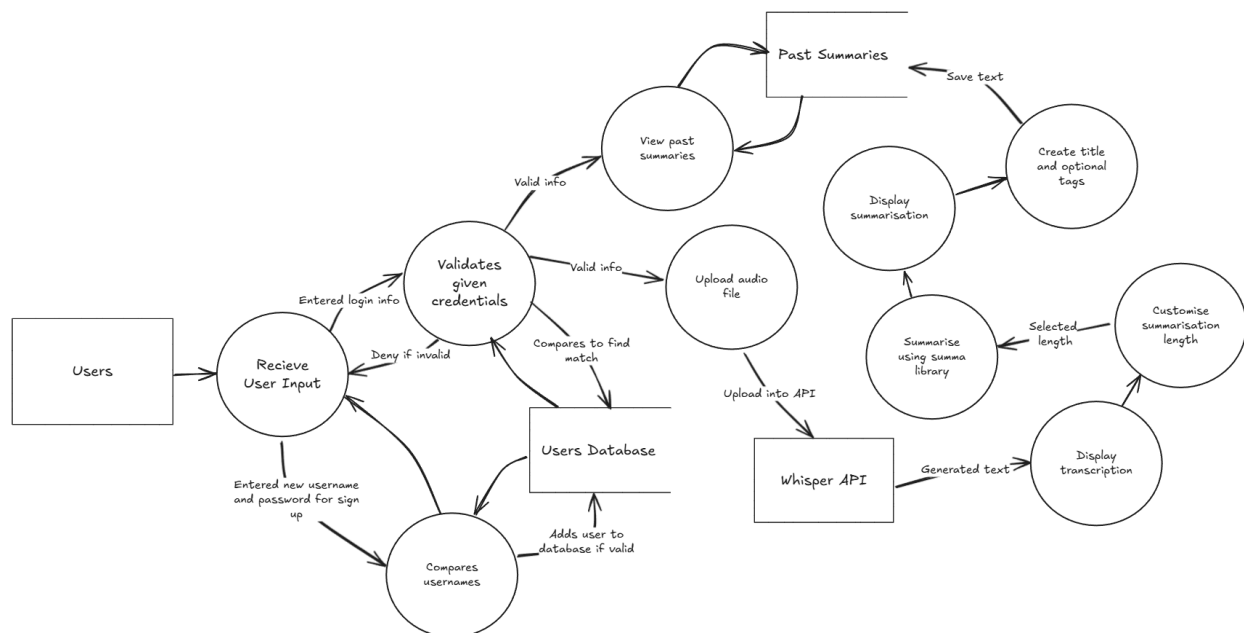 Past Summaries
Save text
View past
summaries
Create title
and optional
tags
Valid info
Display
summarisation
Validates
given
credentials
Valid info
Upload audio
file
Entered login info
Customise
summarisation
length
Selected
length
Summarise
using summa
library
Deny if invalid
Compares to find
match
Users
Recieve
User Input
Upload into API
Users Database
Whisper API
Generated text
Display
transcription
Entered new username
and password for sign
up
Adds user to
database if valid
Compares
usernames